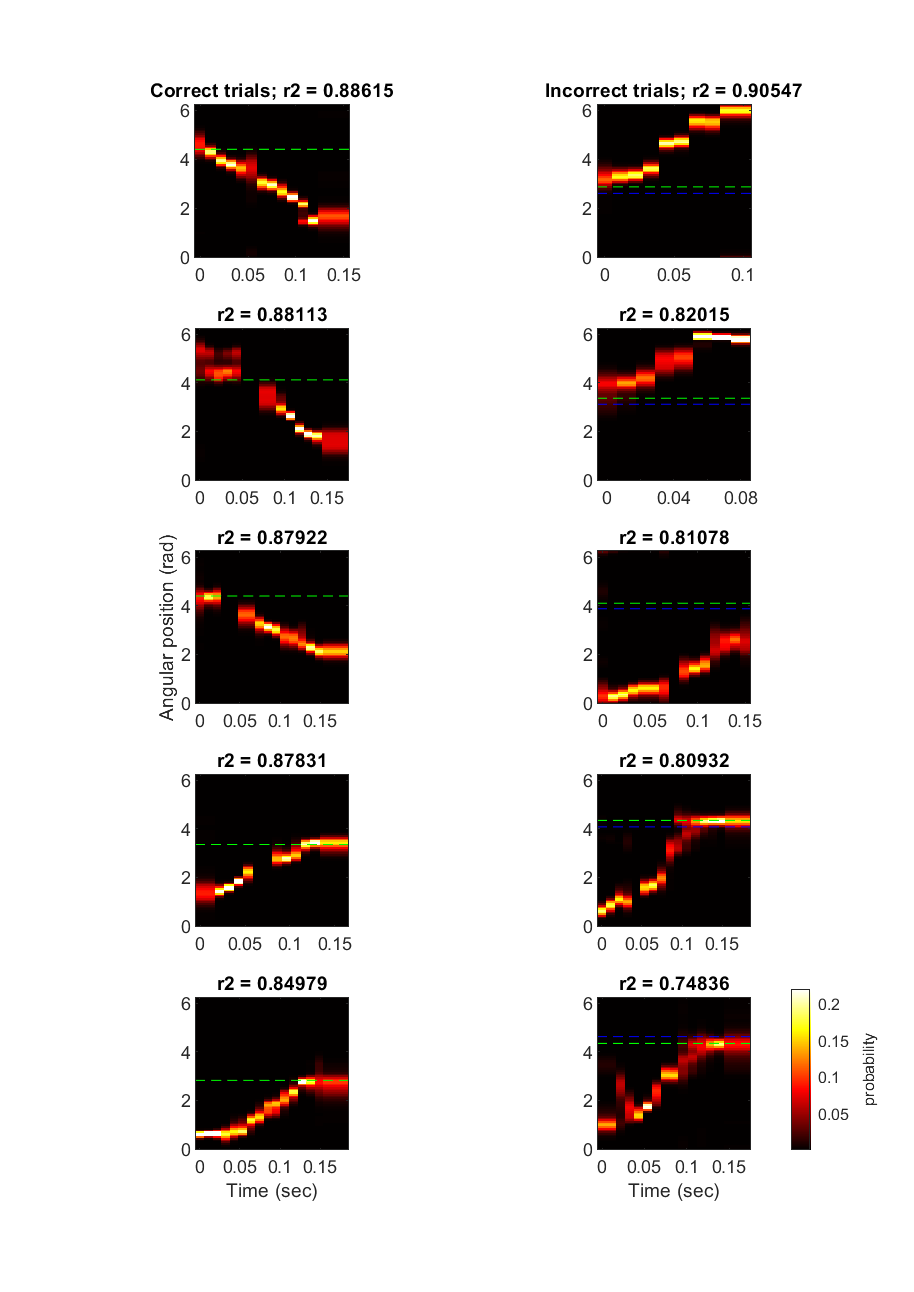 Correct trials; r2 = 0.88615
6
4
2
0
0 0.05 0.1 0.15
Incorrect trials; r2 = 0.90547
6
4
2
0
0 0.05 0.1
r2 = 0.88113
6
4
2
0
0 0.05 0.1 0.15
r2 = 0.82015
6
4
2
0
0 0.04 0.08
r2 = 0.87922
Angular position (rad)
6
4
2
0
0 0.05 0.1 0.15
r2 = 0.81078
6
4
2
0
0 0.05 0.1 0.15
r2 = 0.87831
6
4
2
0
0 0.05 0.1 0.15
r2 = 0.80932
6
4
2
0
0 0.05 0.1 0.15
r2 = 0.84979
6
4
2
0
0 0.05 0.1 0.15
Time (sec)
r2 = 0.74836
6
4
2
0
0 0.05 0.1 0.15
Time (sec)
0.2
0.15
0.1
0.05
probability